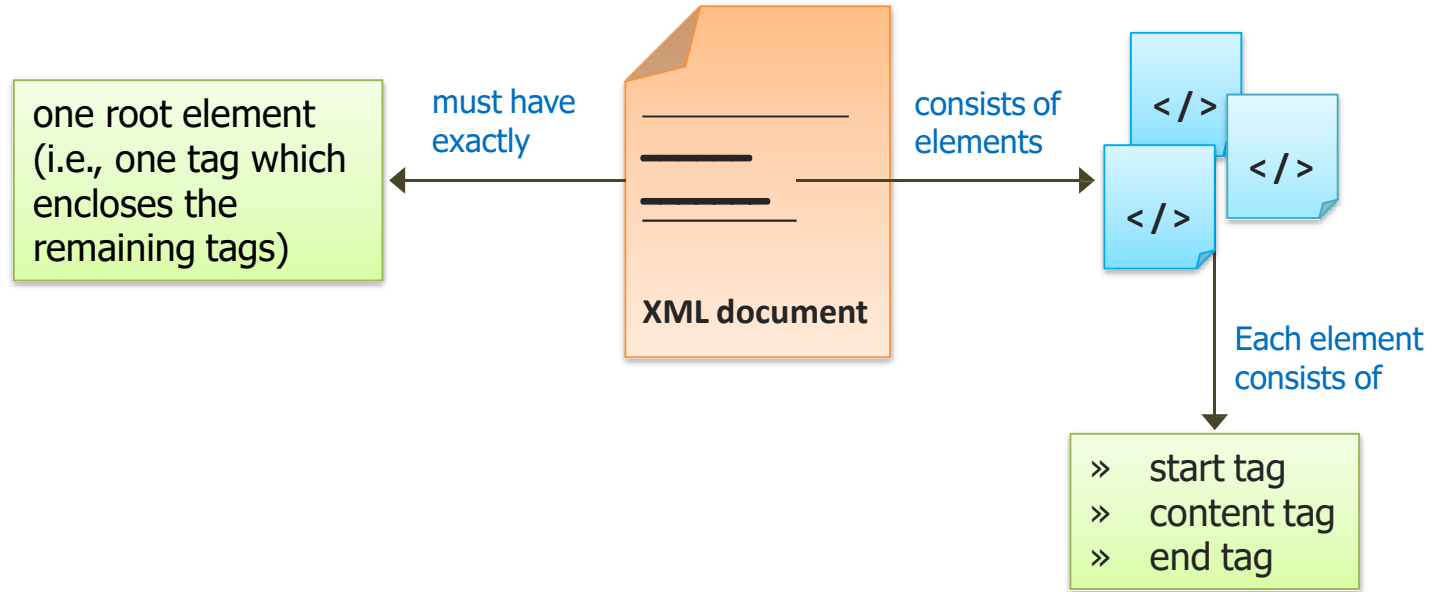 one root element
(i.e., one tag which
encloses the
remaining tags)
must have
exactly
XML document
consists of
elements
</>
</>
</>
Each element
consists of
» start tag
» content tag
» end tag